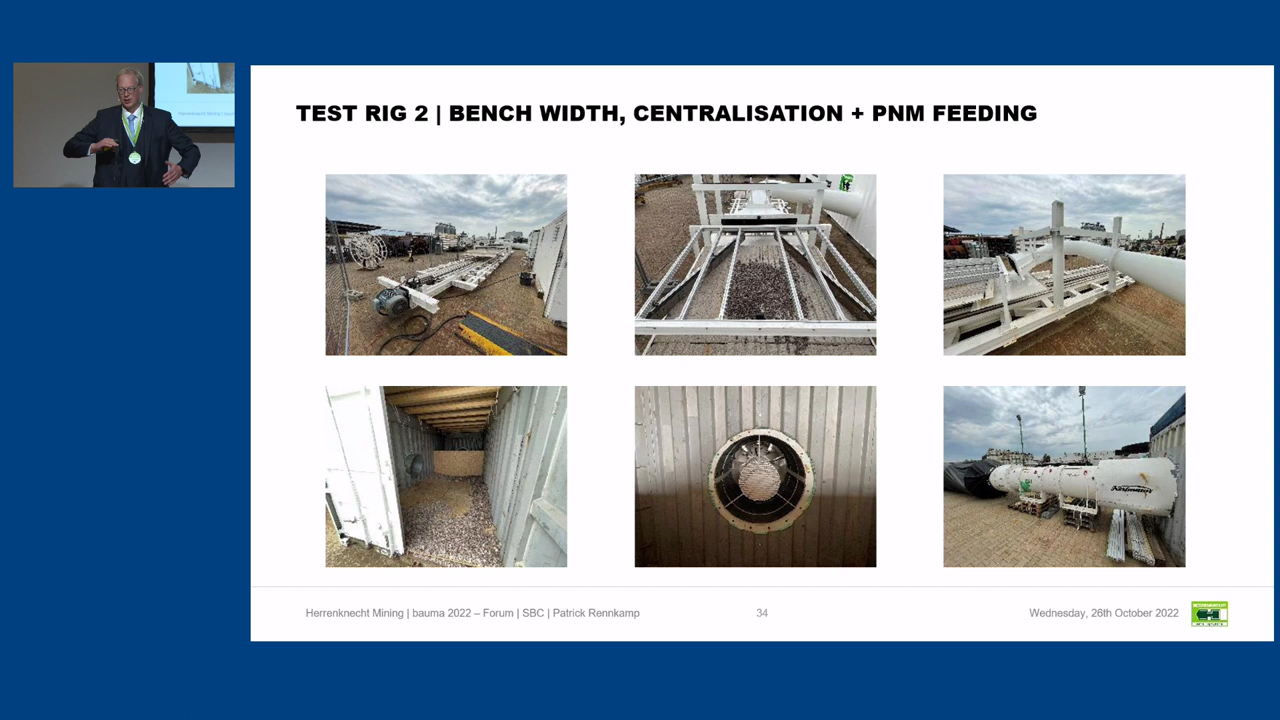 TEST RIG 2 | BENCH WIDTH, CENTRALISATION + PNM FEEDING
Herrenknecht Mining | bauma 2022 – Forum | SBC | Patrick Rennkamp
34
Wednesday, 26th October 2022